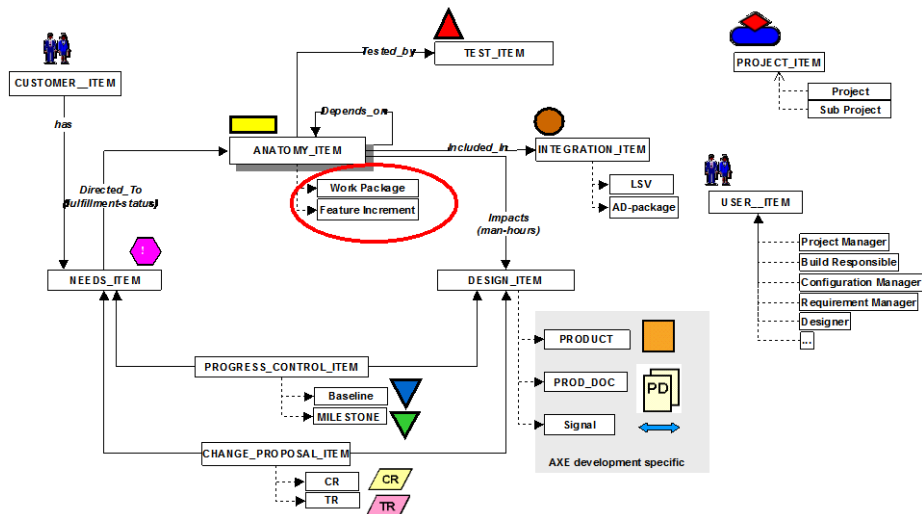 Tested_by
TEST_ITEM
PROJECT_ITEM
Project
Sub Project
CUSTOMER__ITEM
has
Depends_on
ANATOMY_ITEM
Included_In
INTEGRATION_ITEM
Work Package
Feature Increment
LSV
AD-package
Directed_To
(fulfillment-status)
Impacts
(man-hours)
USER__ITEM
Project Manager
Build Responsible
Configuration Manager
Requirement Manager
Designer
...
!
NEEDS_ITEM
DESIGN_ITEM
PRODUCT
PROD_DOC
PD
Signal
AXE development specific
PROGRESS_CONTROL_ITEM
Baseline
MILESTONE
CHANGE_PROPOSAL_ITEM
CR
CR
TR
TR